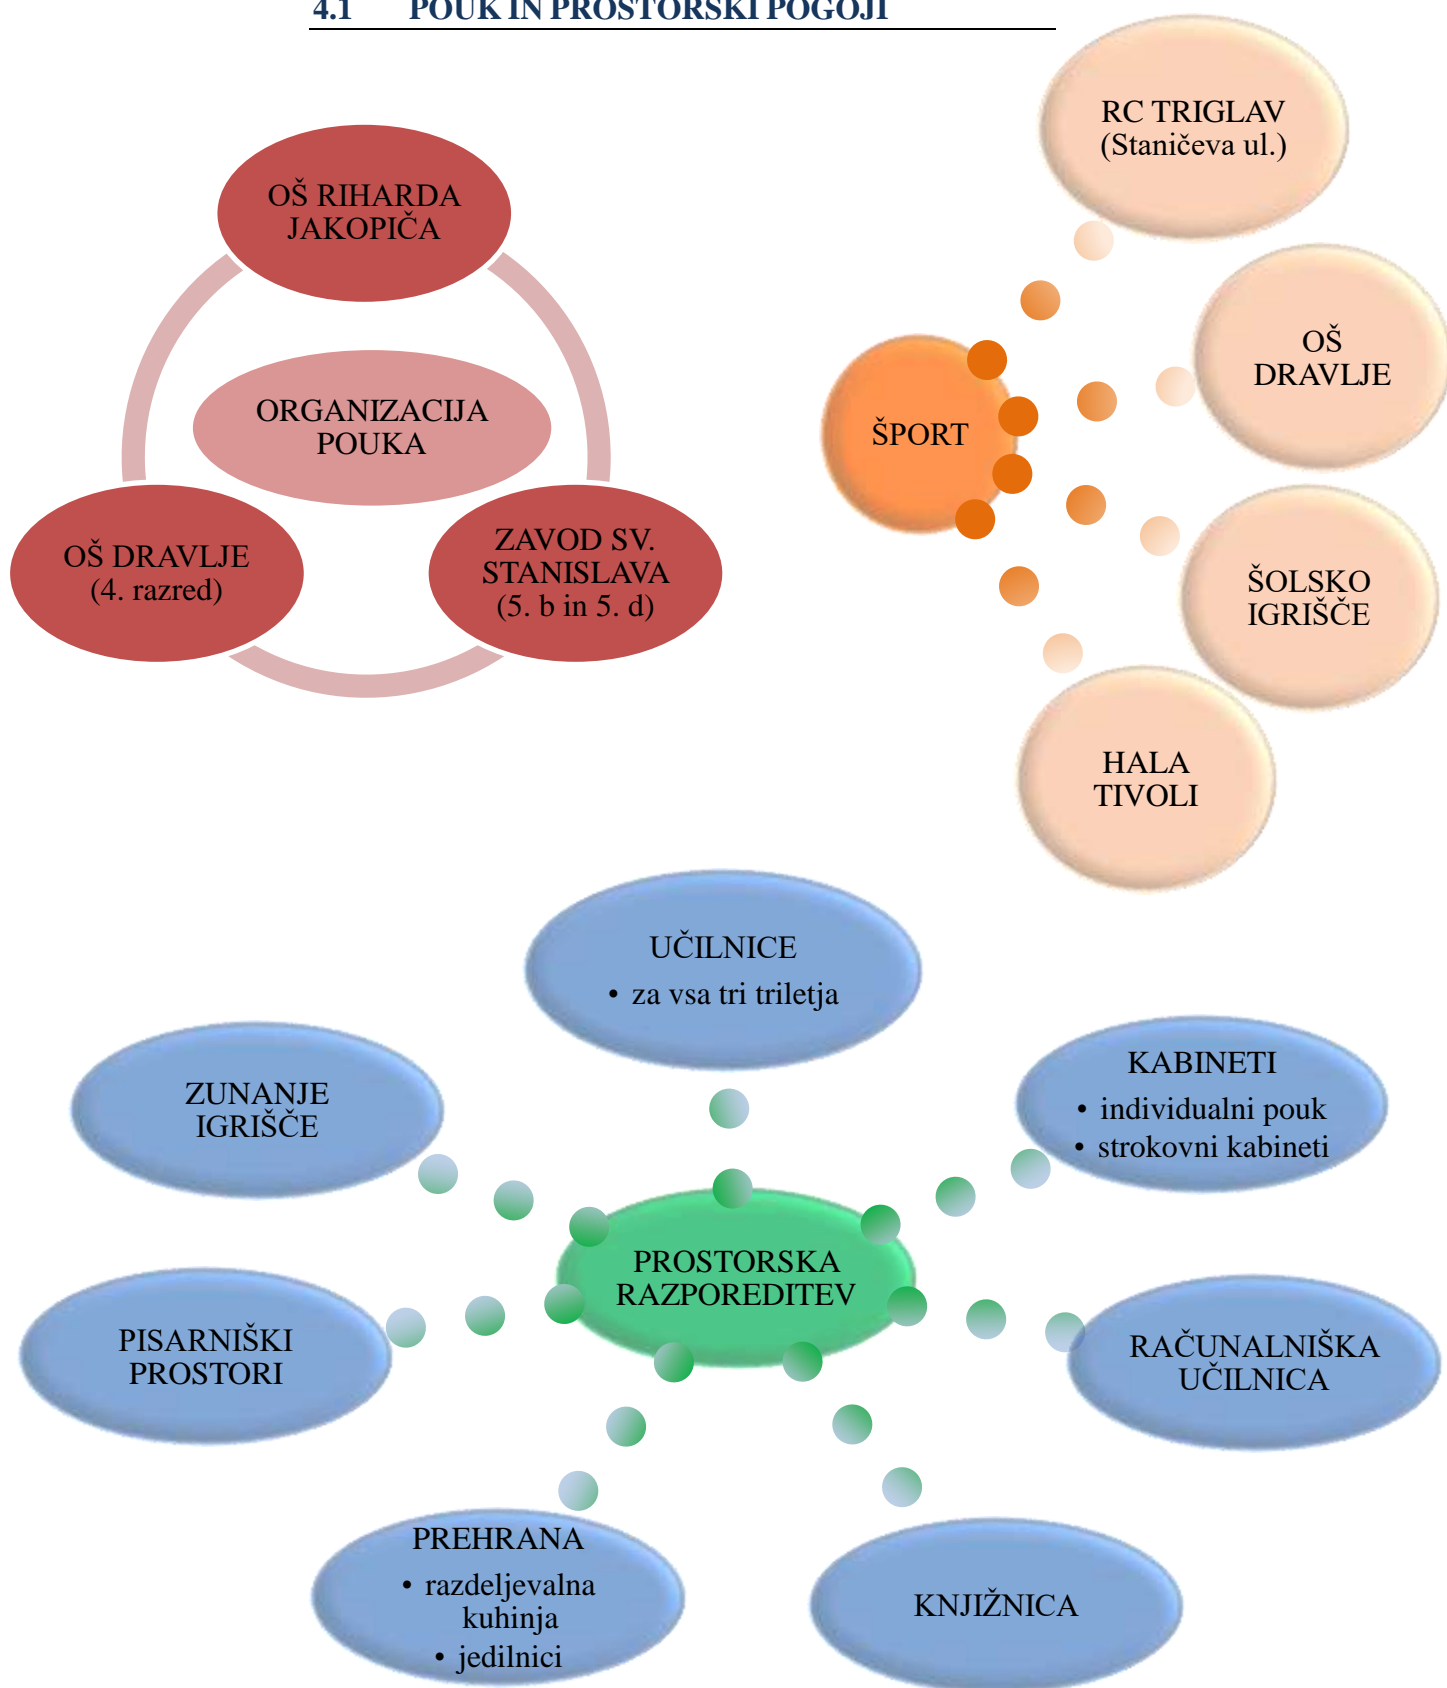 4.1 POUK IN PROSTORSKI POGOJI
OŠ RIHARDA
JAKOPIČA
ORGANIZACIJA
POUKA
OŠ DRAVLJE
(4. razred)
ZAVOD SV.
STANISLAVA
(5. b in 5. d)
ŠPORT
RC TRIGLAV
(Staničeva ul.)
OŠ
DRAVLJE
ŠOLSKO
IGRIŠČE
HALA
TIVOLI
PROSTORSKA
RAZPOREDITEV
UČILNICE
• za vsa tri triletja
KABINETI
• individualni pouk
• strokovni kabineti
RAČUNALNIŠKA
UČILNICA
KNJIŽNICA
PREHRANA
• razdeljevalna
kuhinja
• jedilnici
PISARNIŠKI
PROSTORI
ZUNANJE
IGRIŠČE